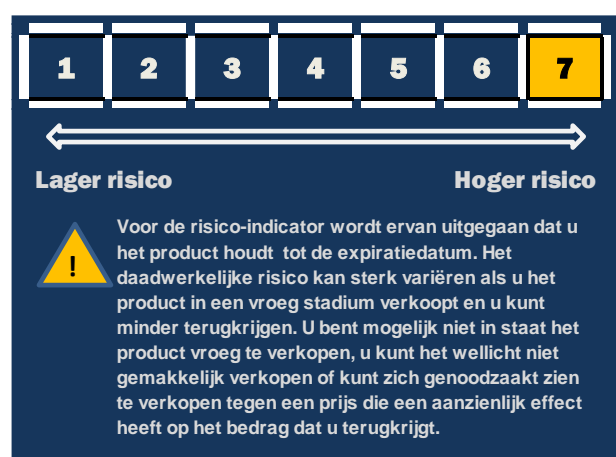 1 2 3 4 5 6 7
Lager risico Hoger risico
Voor de risico-indicator wordt ervan uitgegaan dat u
het product houdt tot de expiratiedatum. Het
! daadwerkelijke risico kan sterk variëren als u het
product in een vroeg stadium verkoopt en u kunt
minder terugkrijgen. U bent mogelijk niet in staat het
product vroeg te verkopen, u kunt het wellicht niet
gemakkelijk verkopen of kunt zich genoodzaakt zien
te verkopen tegen een prijs die een aanzienlijk effect
heeft op het bedrag dat u terugkrijgt.